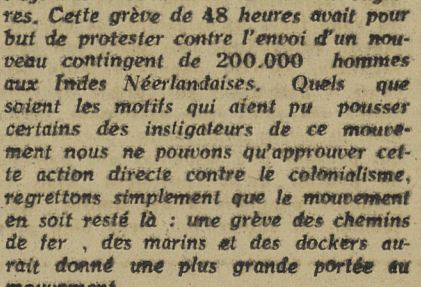 res. Cette grève de 48 heures avait pour
but de protester contre l'envoi d'un nou-
veau contingent de 200.000 hommes
aux Indes Néerlandaises. Quels que
soient les motifs qui aient pu pousser
certains des instigateurs de ce mouve-
ment nous ne pouvons qu'approuver cet-
te action directe contre le colonialisme,
regrettons simplement que le mouvement
en soit resté là : une grève des chemins
de fer , des marins et des dockers au-
rait donné une plus grande portée au
mouvement